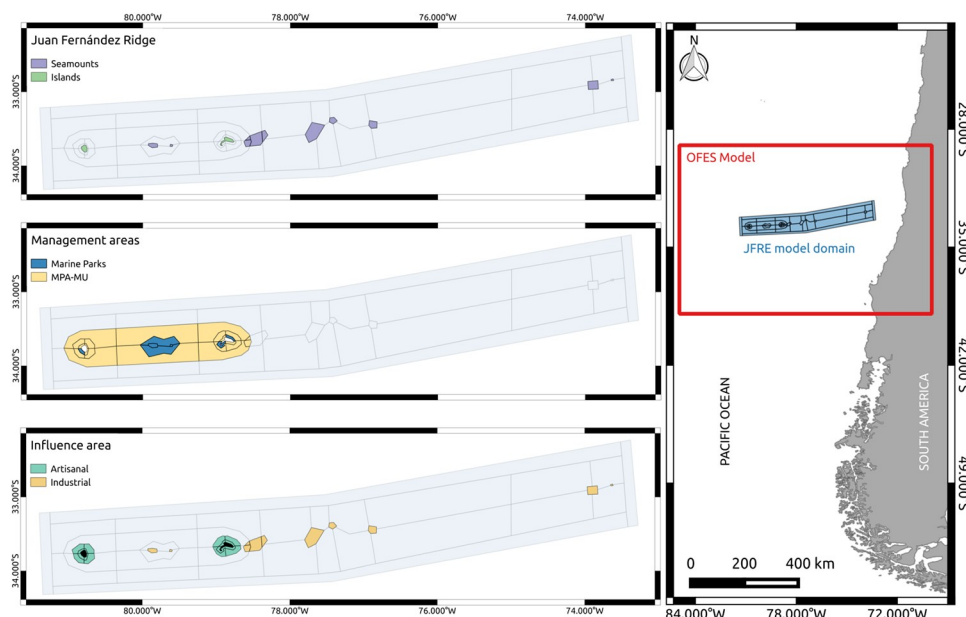 80.000°W 78.000°W 76.000°W 74.000°W
Juan Fernández Ridge
Seamounts
Islands
33.000°S
34.000°S
Management areas
Marine Parks
MPA-MU
33.000°S
34.000°S
Influence area
Artisanal
Industrial
33.000°S
34.000°S
80.000°W 78.000°W 76.000°W 74.000°W
N
OFES Model
JFRE model domain
PACIFIC OCEAN
SOUTH AMERICA
28.000°S
35.000°S
42.000°S
49.000°S
0 200 400 km
84.000°W 78.000°W 72.000°W